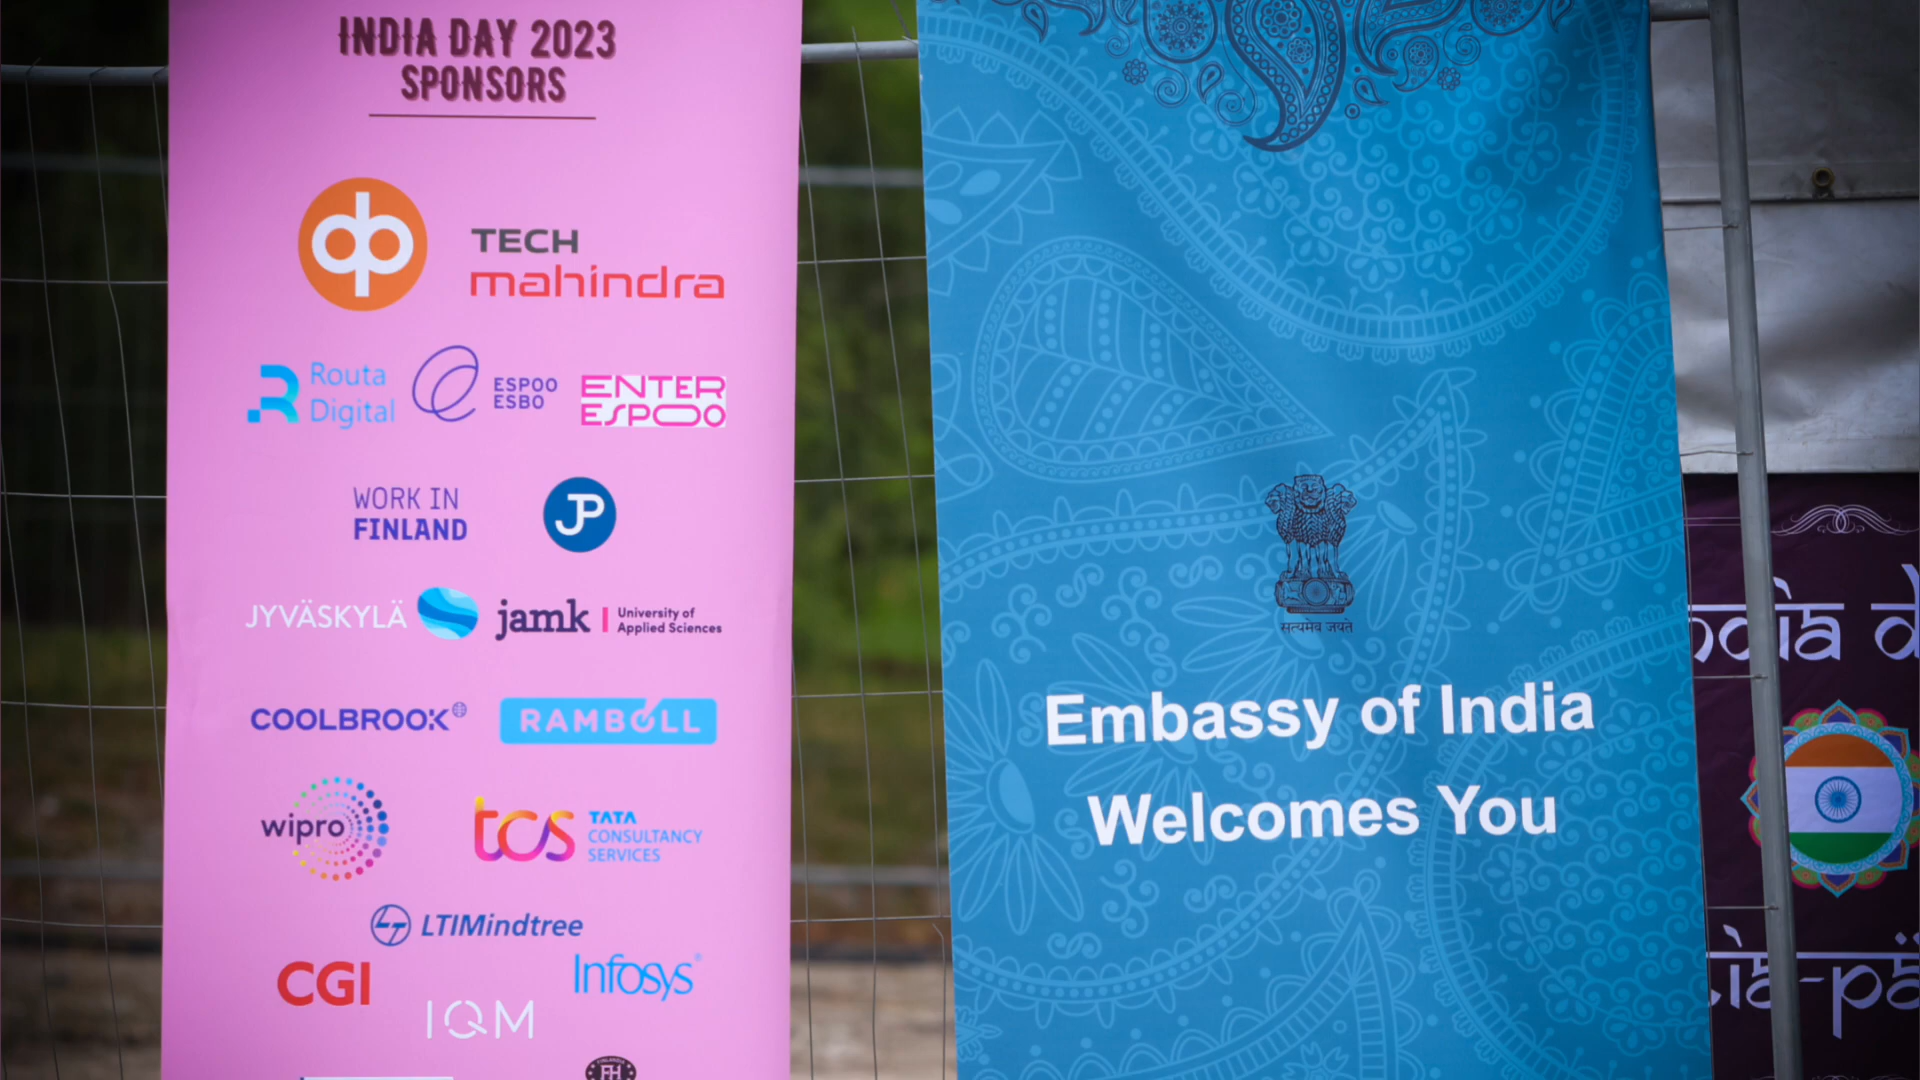 INDIA DAY 2023
SPONSORS
TECH
mahindra
Routa
Digital
ESPOO
ESBO
ENTER
ESPOO
WORK IN
FINLAND
JP
JYVÄSKYLÄ
jamk | University of
Applied Sciences
COOLBROOK
RAMBOLL
wipro
tcs TATA
CONSULTANCY
SERVICES
LTIMindtree
CGI
Infosys
IQM
FH
सत्यमेव जयते
Embassy of India
Welcomes You